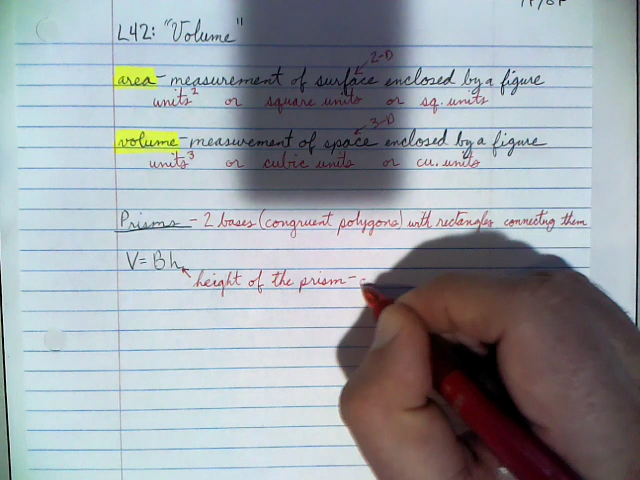 L42: "Volume"
2-D
area - measurement of surface enclosed by a figure
units² or square units or sq. units
3-D
volume - measurement of space enclosed by a figure
units³ or cubic units or cu. units
Prisms - 2 bases (congruent polygons) with rectangles connecting them
V = Bh
height of the prism -